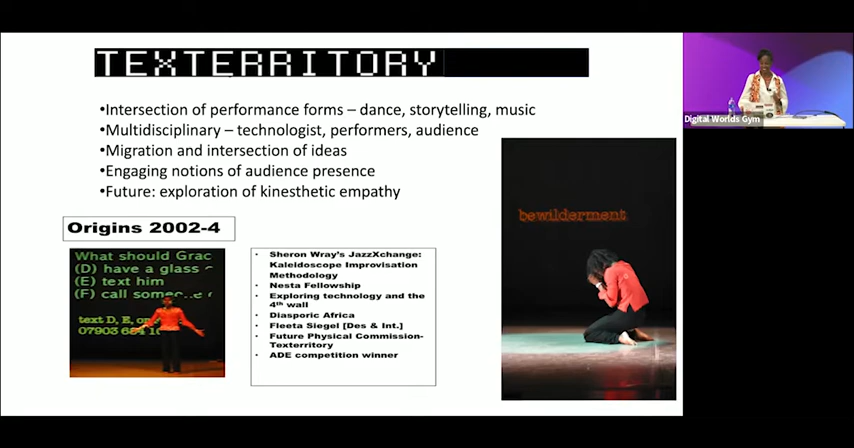 TEXTERRITORY
•Intersection of performance forms – dance, storytelling, music
•Multidisciplinary – technologist, performers, audience
•Migration and intersection of ideas
•Engaging notions of audience presence
•Future: exploration of kinesthetic empathy
Origins 2002-4
What should Grac
(D) have a glass
(E) text him
(F) call
text D, E, o
07903
• Sheron Wray's JazzXchange:
Kaleidoscope Improvisation
Methodology
• Nesta Fellowship
• Exploring technology and the
4th wall
• Diasporic Africa
• Fleeta Siegel [Des & Int.]
• Future Physical Commission-
Texterritory
• ADE competition winner
bewilderment
Digital Worlds Gym